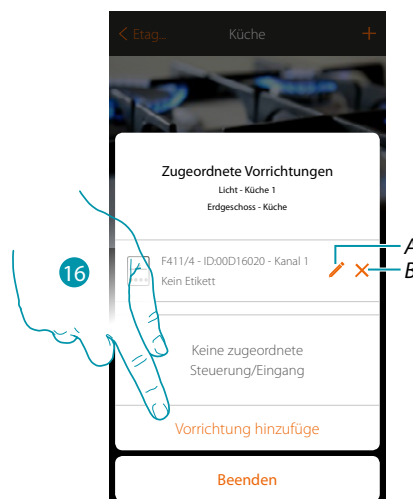 Etag...
Küche
+
Zugeordnete Vorrichtungen
Licht - Küche 1
Erdgeschoss - Küche
F411/4 - ID:00D16020 - Kanal 1
Kein Etikett
A
B
16
Keine zugeordnete
Steuerung/Eingang
Vorrichtung hinzufüge
Beenden